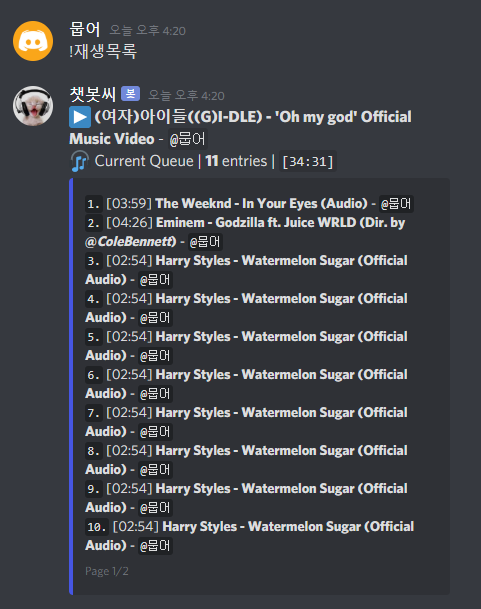 뭅어 오늘 오후 4:20
!재생목록
챗봇씨 봇 오늘 오후 4:20
(여자)아이들((G)I-DLE) - 'Oh my god' Official
Music Video - @뭅어
Current Queue | 11 entries | [34:31]
1. [03:59] The Weeknd - In Your Eyes (Audio) - @뭅어
2. [04:26] Eminem - Godzilla ft. Juice WRLD (Dir. by
@ColeBennett) - @뭅어
3. [02:54] Harry Styles - Watermelon Sugar (Official
Audio) - @뭅어
4. [02:54] Harry Styles - Watermelon Sugar (Official
Audio) - @뭅어
5. [02:54] Harry Styles - Watermelon Sugar (Official
Audio) - @뭅어
6. [02:54] Harry Styles - Watermelon Sugar (Official
Audio) - @뭅어
7. [02:54] Harry Styles - Watermelon Sugar (Official
Audio) - @뭅어
8. [02:54] Harry Styles - Watermelon Sugar (Official
Audio) - @뭅어
9. [02:54] Harry Styles - Watermelon Sugar (Official
Audio) - @뭅어
10. [02:54] Harry Styles - Watermelon Sugar (Official
Audio) - @뭅어
Page 1/2